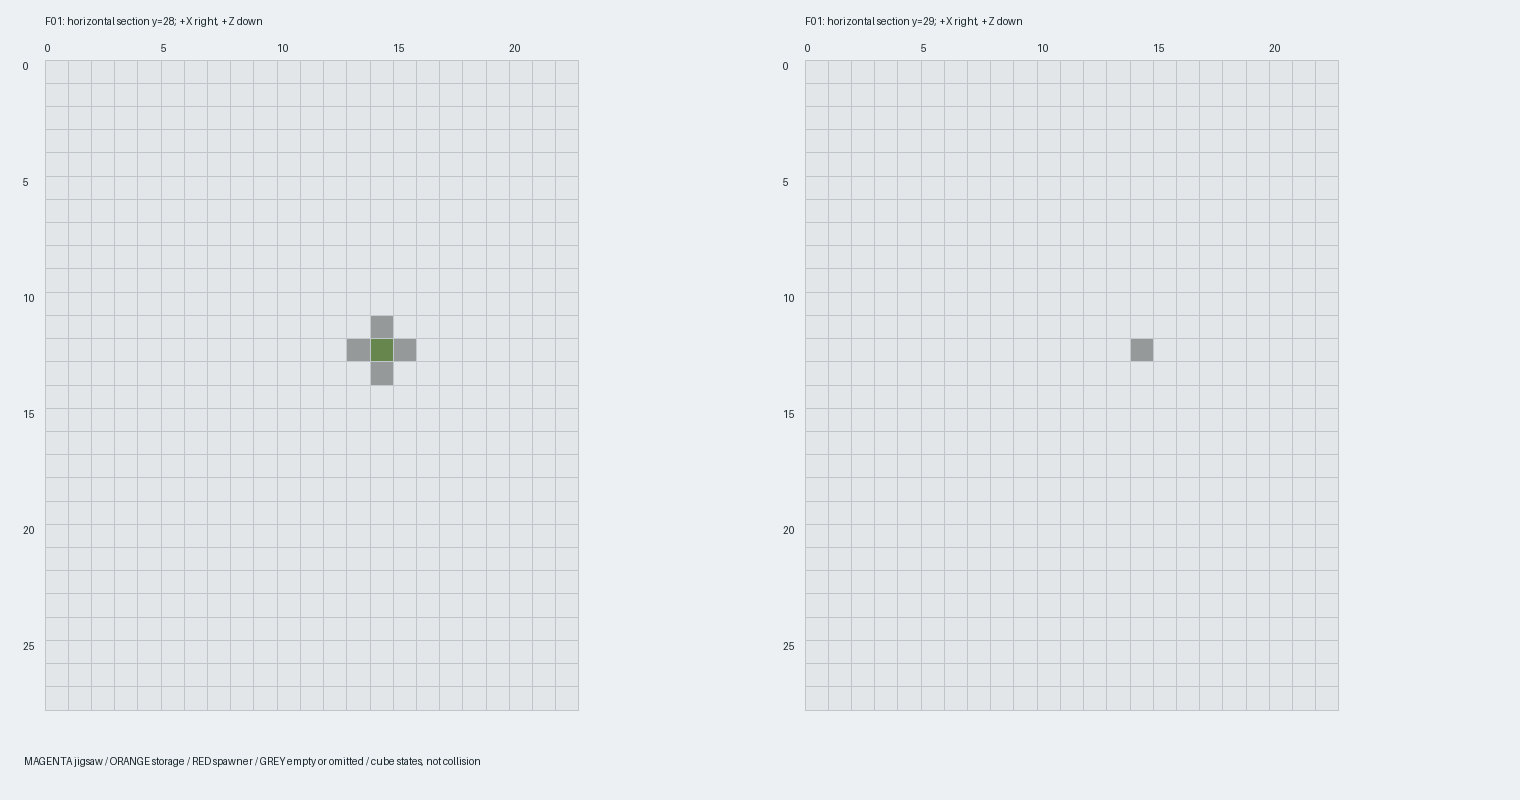 F01: horizontal section y=28; +X right, +Z down
F01: horizontal section y=29; +X right, +Z down
0 5 10 15 20
0 5 10 15 20
0
5
10
15
20
25
0
5
10
15
20
25
MAGENTA jigsaw / ORANGE storage / RED spawner / GREY empty or omitted / cube states, not collision